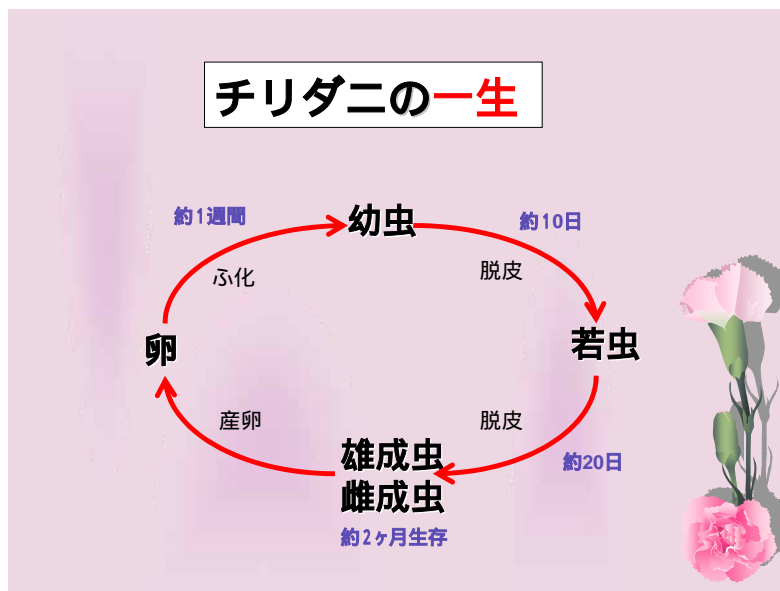 チリダニの一生
約1週間
幼虫
約10日
ふ化
脱皮
卵
若虫
産卵
脱皮
雄成虫
雌成虫
約20日
約2ヶ月生存